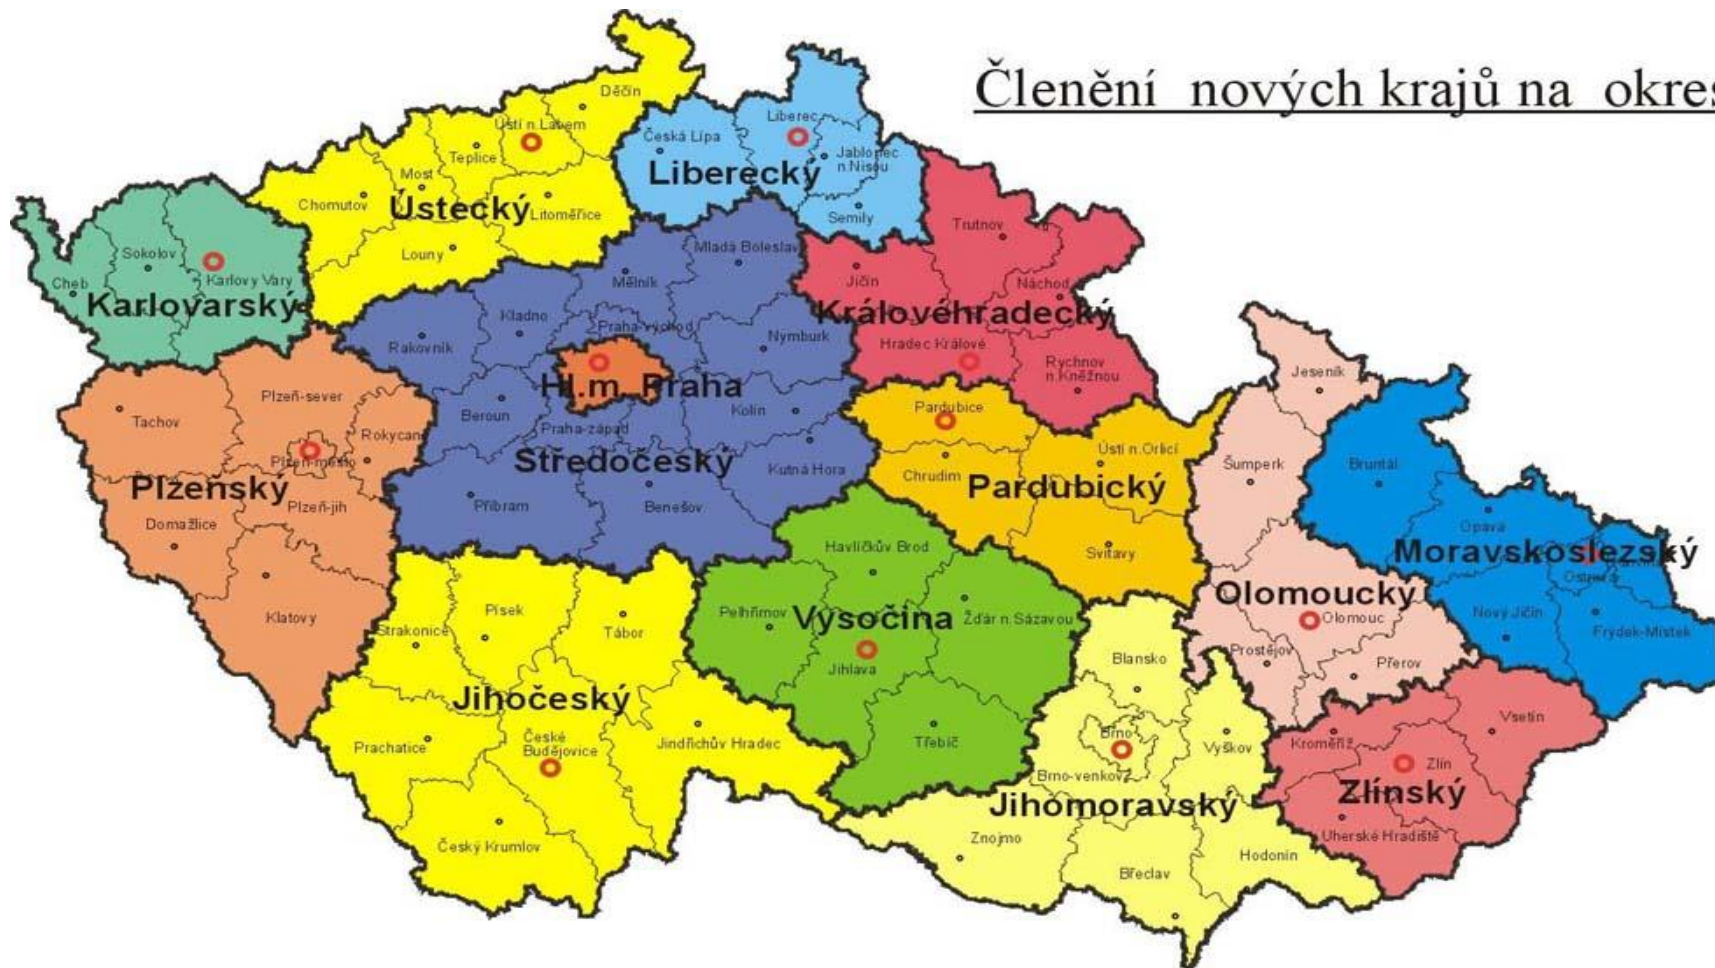 Členění nových krajů na okres
Děčín
Ústí n.Labem
Teplice
Most
Chomutov
Ústecký
Litoměřice
Louny
Liberec
Česká Lípa
Jablonec
n.Nisou
Liberecký
Semily
Sokolov
Cheb
Karlovy Vary
Karlovarský
Trutnov
Jičín
Náchod
Královéhradecký
Hradec Králové
Rychnov
n.Kněžnou
Mladá Boleslav
Mělník
Kladno
Praha-východ
Rakovník
Nymburk
Hl.m. Praha
Beroun
Kolín
Praha-západ
Středočeský
Kutná Hora
Příbram
Benešov
Plzeň-sever
Tachov
Rokycany
Plzeň-město
Plzeňský
Plzeň-jih
Domažlice
Klatovy
Pardubice
Ústí n.Orlicí
Chrudim
Pardubický
Svitavy
Jeseník
Šumperk
Olomoucký
Olomouc
Prostějov
Přerov
Bruntál
Opava
Moravskoslezský
Ostrava
Nový Jičín
Frýdek-Místek
Havlíčkův Brod
Pelhřimov
Vysočina
Žďár n.Sázavou
Jihlava
Třebíč
Písek
Strakonice
Tábor
Jihočeský
Prachatice
České
Budějovice
Jindřichův Hradec
Český Krumlov
Blansko
Brno
Vyškov
Brno-venkov
Jihomoravský
Znojmo
Břeclav
Hodonín
Vsetín
Kroměříž
Zlín
Zlínský
Uherské Hradiště